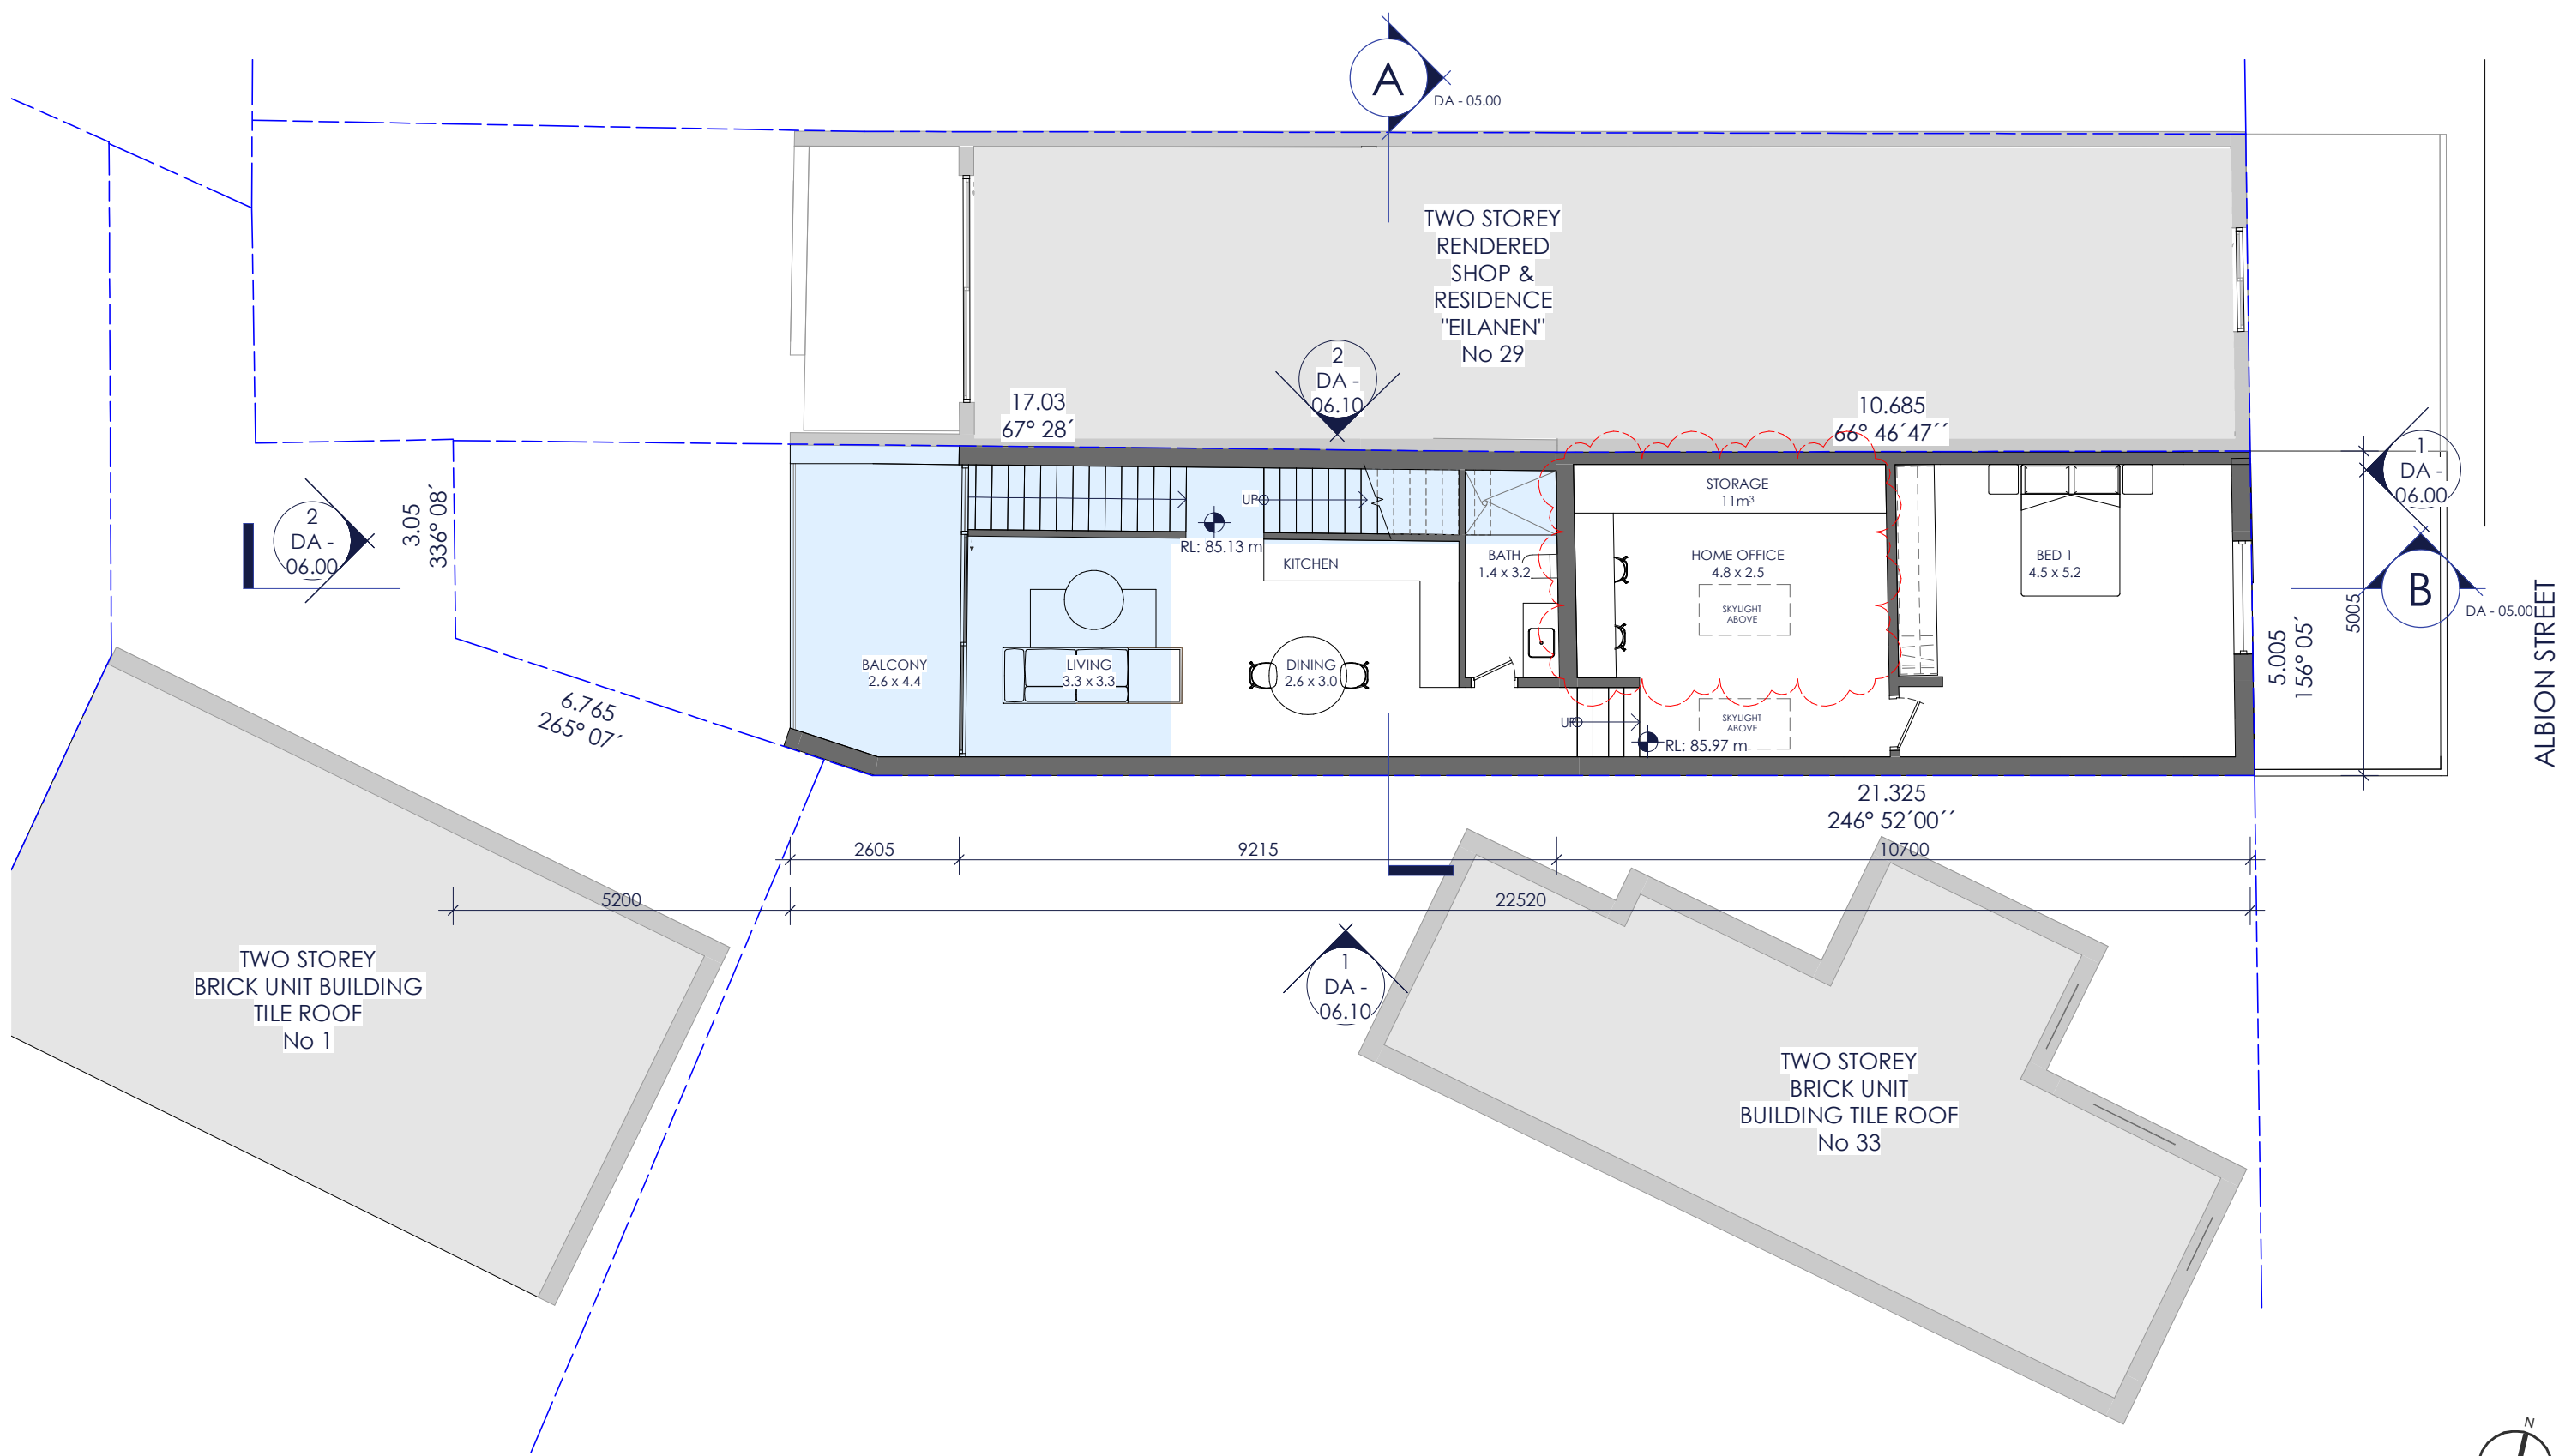 A
DA - 05.00
TWO STOREY
RENDERED
SHOP &
RESIDENCE
"EILANEN"
No 29
2
DA -
06.10
17.03
67° 28´
10.685
66° 46´47´´
1
DA -
06.00
2
DA -
06.00
3.05
336° 08´
UP
RL: 85.13 m
KITCHEN
BATH
1.4 x 3.2
STORAGE
11m³
HOME OFFICE
4.8 x 2.5
SKYLIGHT
ABOVE
BED 1
4.5 x 5.2
B
DA - 05.00
5005
5.005
156° 05´
ALBION STREET
BALCONY
2.6 x 4.4
LIVING
3.3 x 3.3
DINING
2.6 x 3.0
UP
SKYLIGHT
ABOVE
RL: 85.97 m
6.765
265° 07´
21.325
246° 52´00´´
2605
9215
10700
5200
22520
TWO STOREY
BRICK UNIT BUILDING
TILE ROOF
No 1
1
DA -
06.10
TWO STOREY
BRICK UNIT
BUILDING TILE ROOF
No 33
N